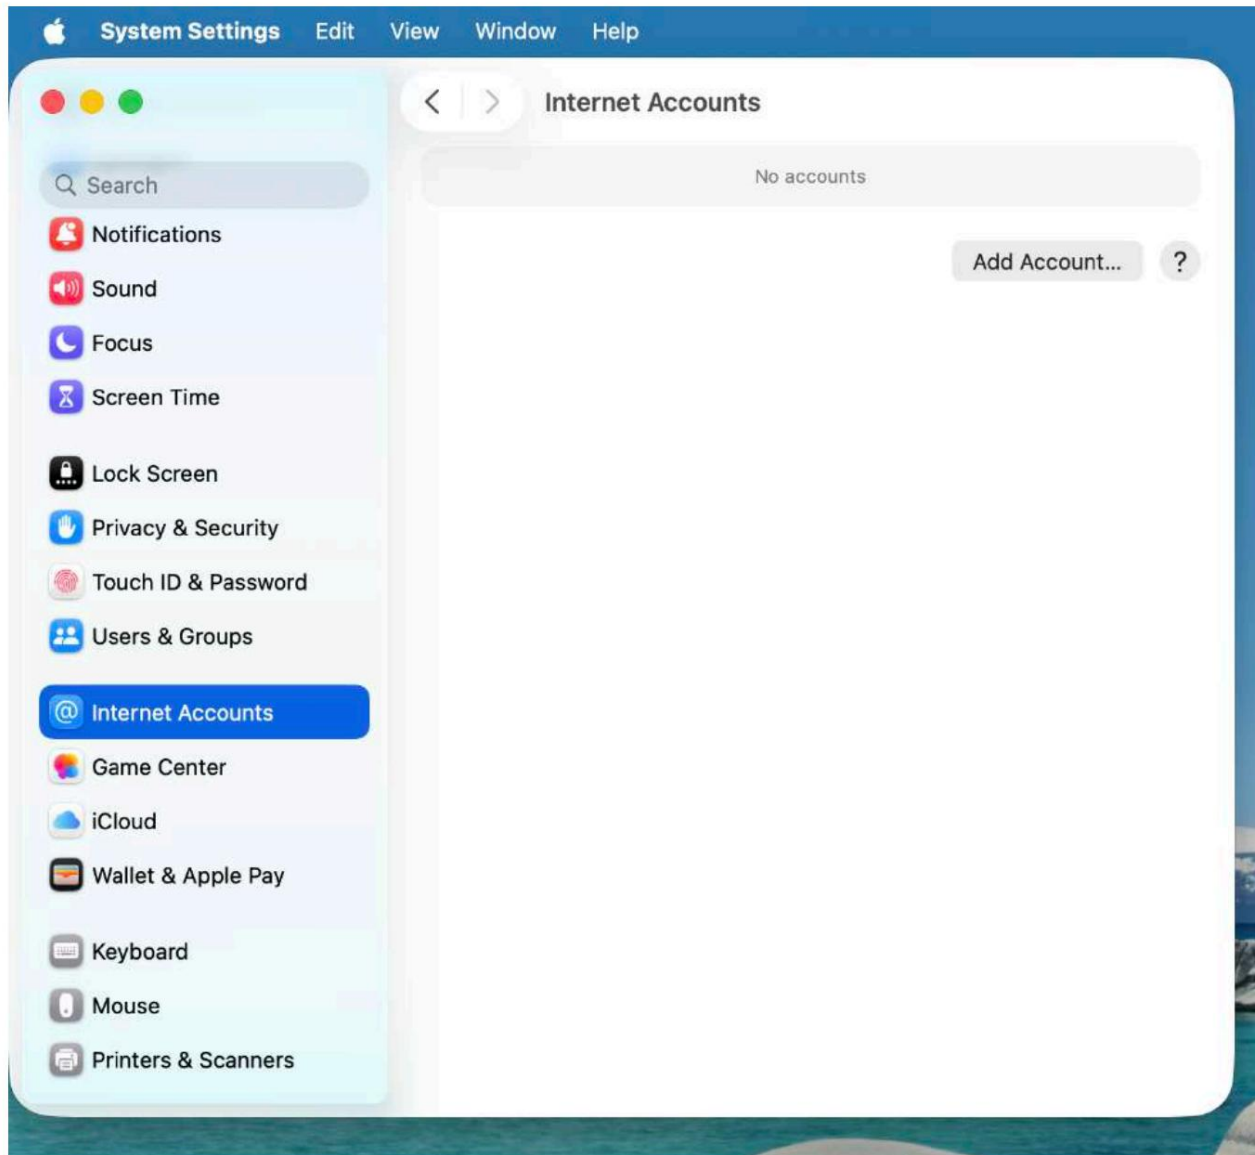 System Settings Edit View Window Help
Internet Accounts
Search
No accounts
Notifications
Add Account...
?
Sound
Focus
Screen Time
Lock Screen
Privacy & Security
Touch ID & Password
Users & Groups
Internet Accounts
Game Center
iCloud
Wallet & Apple Pay
Keyboard
Mouse
Printers & Scanners